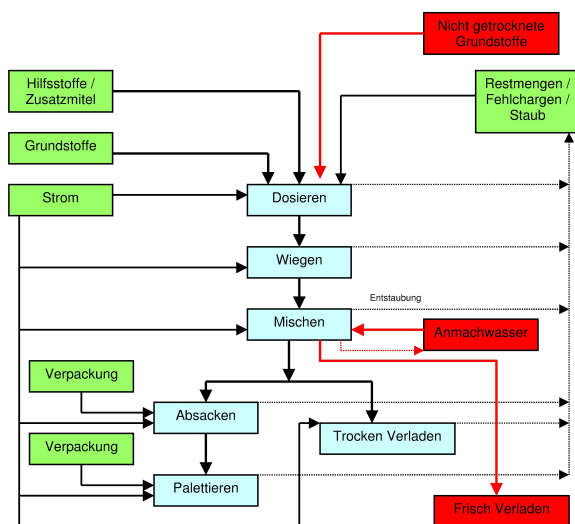 Nicht getrocknete
Grundstoffe
Hilfsstoffe /
Zusatzmitel
Restmengen /
Fehlchargen /
Staub
Grundstoffe
Strom
Dosieren
Wiegen
Entstaubung
Mischen
Anmachwasser
Verpackung
Absacken
Trocken Verladen
Verpackung
Palettieren
Frisch Verladen